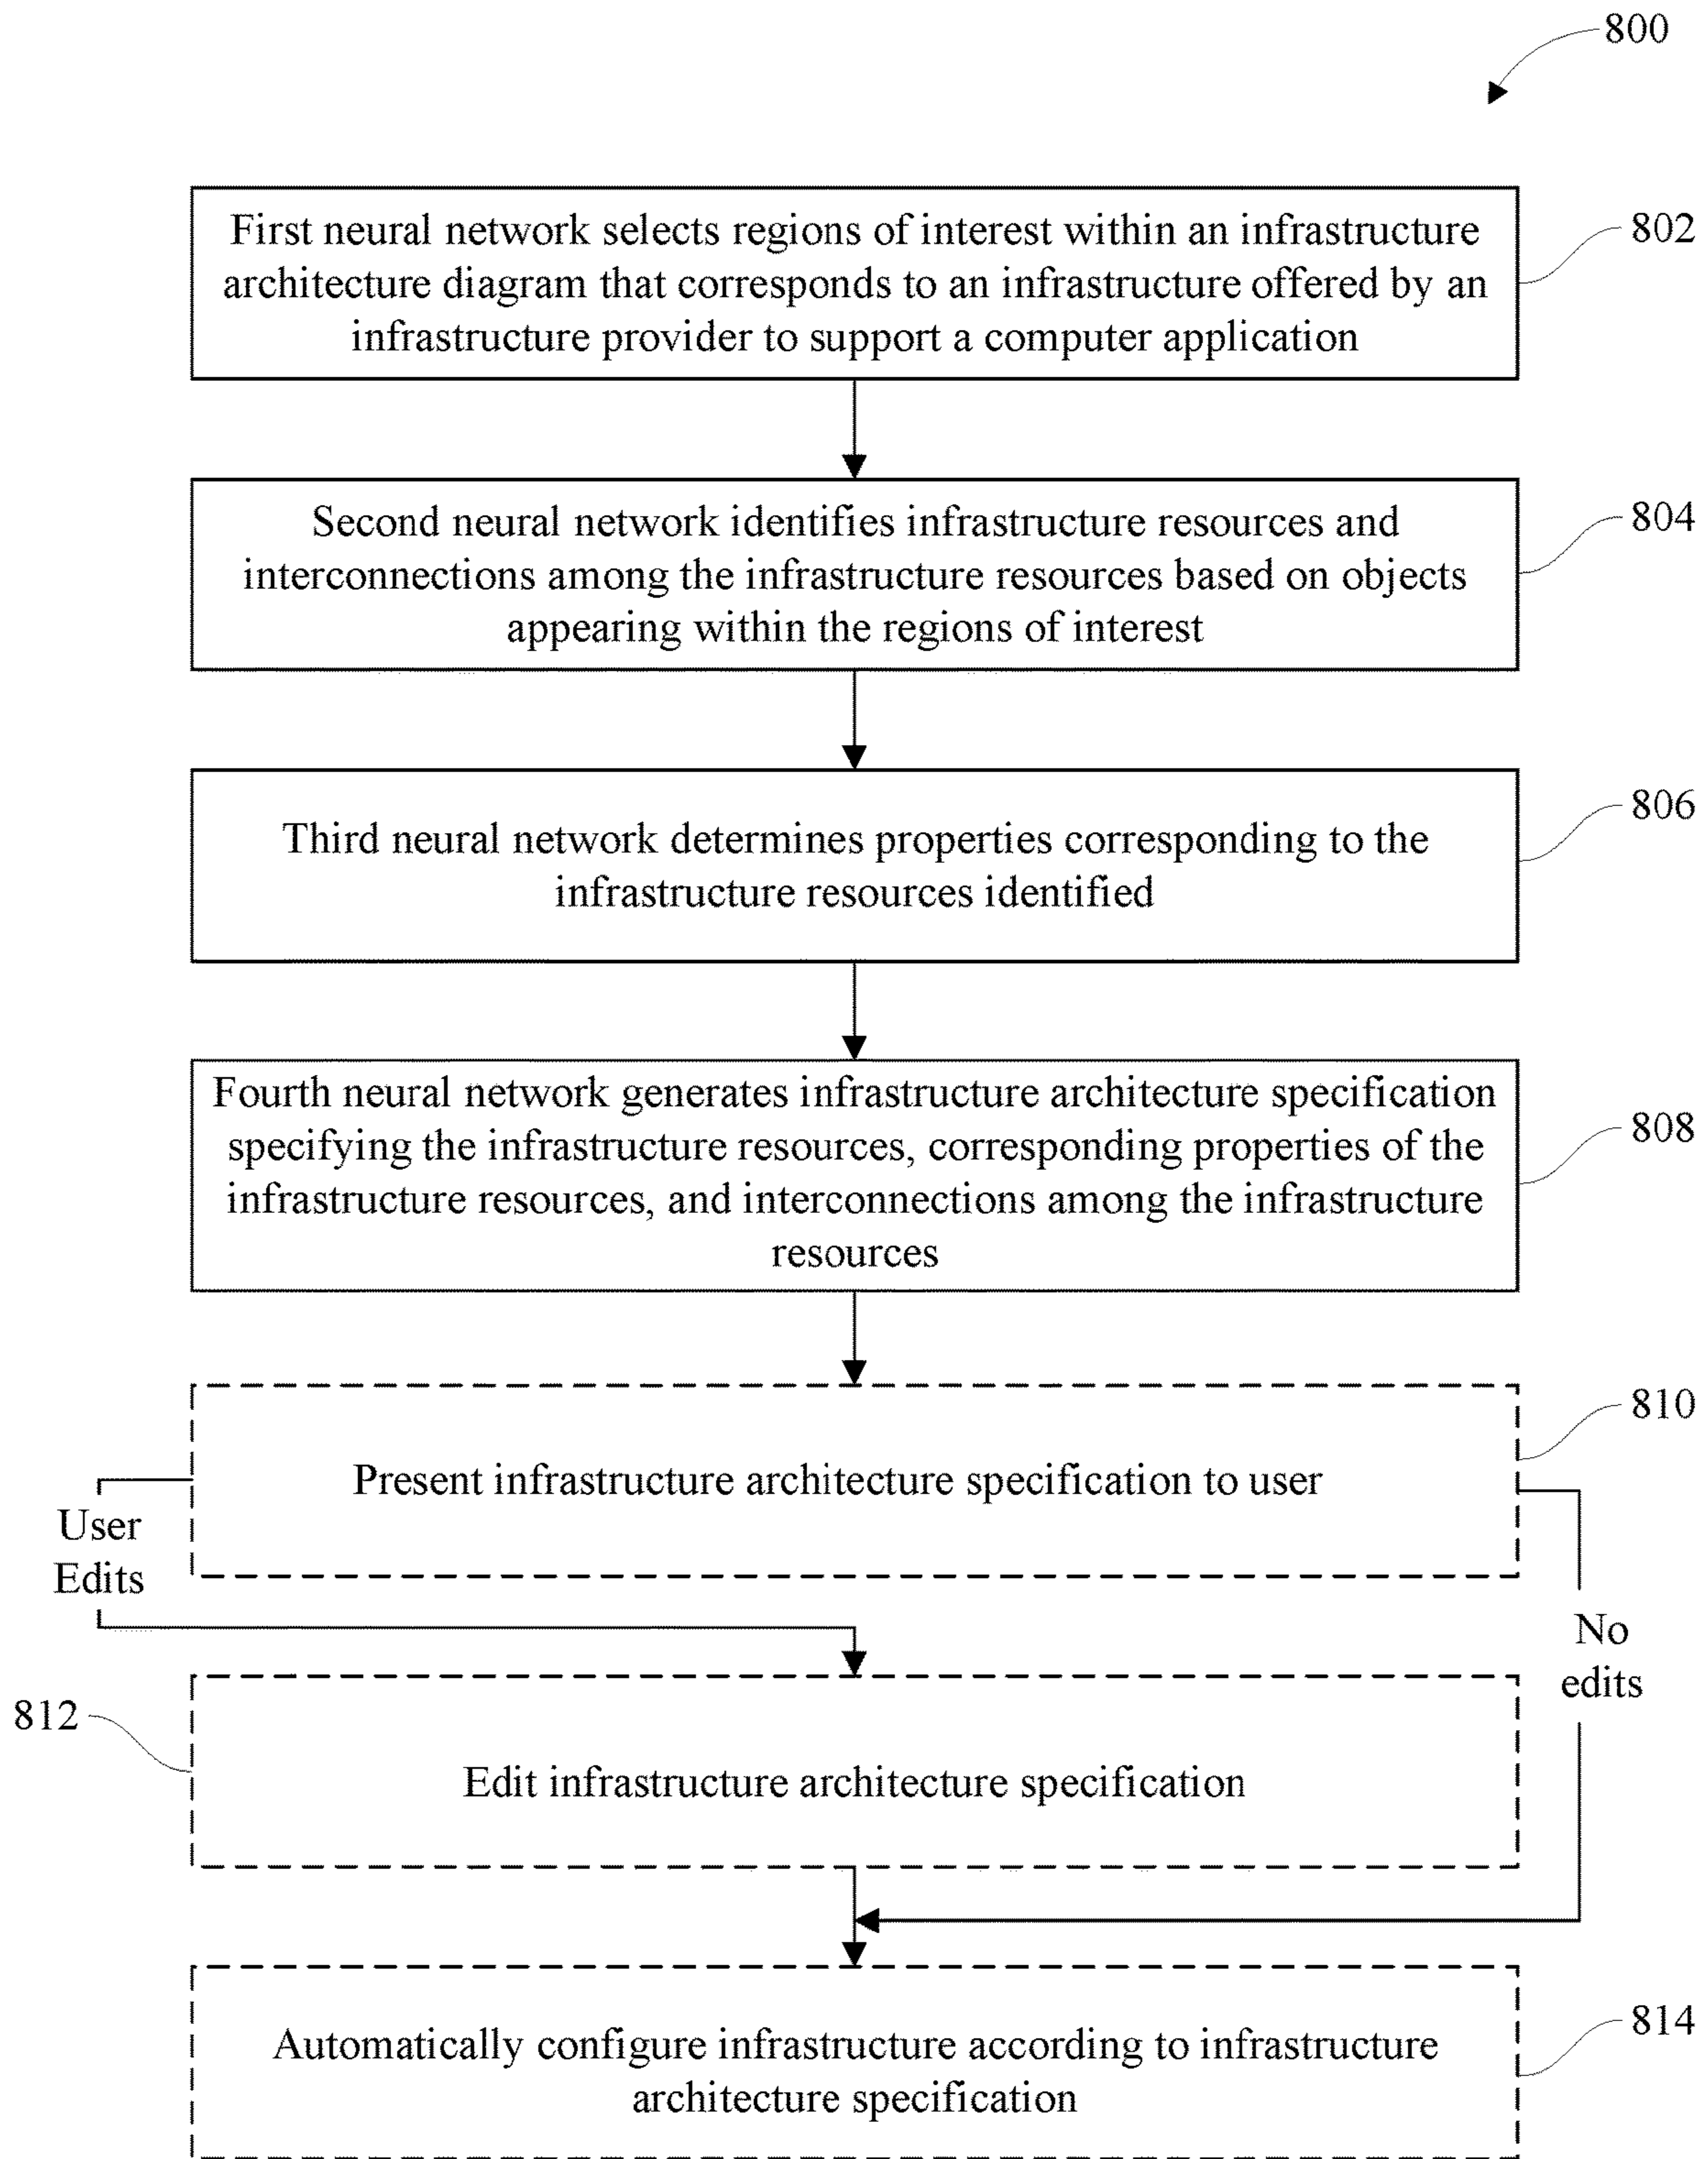 800
First neural network selects regions of interest within an infrastructure
architecture diagram that corresponds to an infrastructure offered by an
infrastructure provider to support a computer application
802
Second neural network identifies infrastructure resources and
interconnections among the infrastructure resources based on objects
appearing within the regions of interest
804
Third neural network determines properties corresponding to the
infrastructure resources identified
806
Fourth neural network generates infrastructure architecture specification
specifying the infrastructure resources, corresponding properties of the
infrastructure resources, and interconnections among the infrastructure
resources
808
Present infrastructure architecture specification to user
810
User
Edits
No
edits
812
Edit infrastructure architecture specification
Automatically configure infrastructure according to infrastructure
architecture specification
814